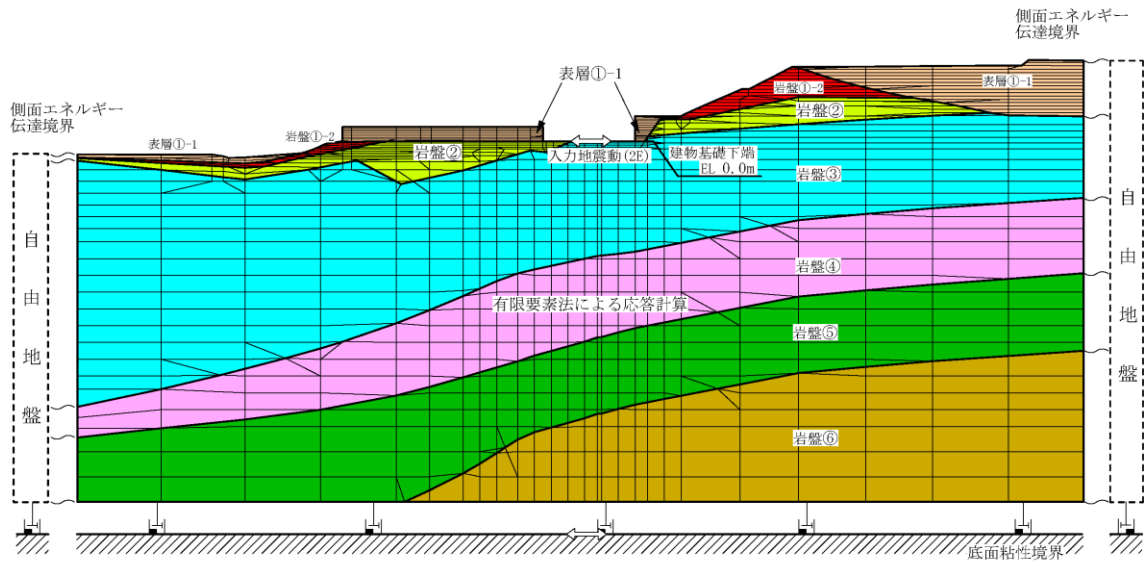 側面エネルギー
伝達境界
表層①-1
岩盤①-2
表層①-1
側面エネルギー
伝達境界
岩盤②
表層①-1
岩盤①-2
岩盤②
入力地震動(2E)
建物基礎下端
EL 0.0m
岩盤③
自由地盤
自由地盤
岩盤④
有限要素法による応答計算
岩盤⑤
岩盤⑥
底面粘性境界